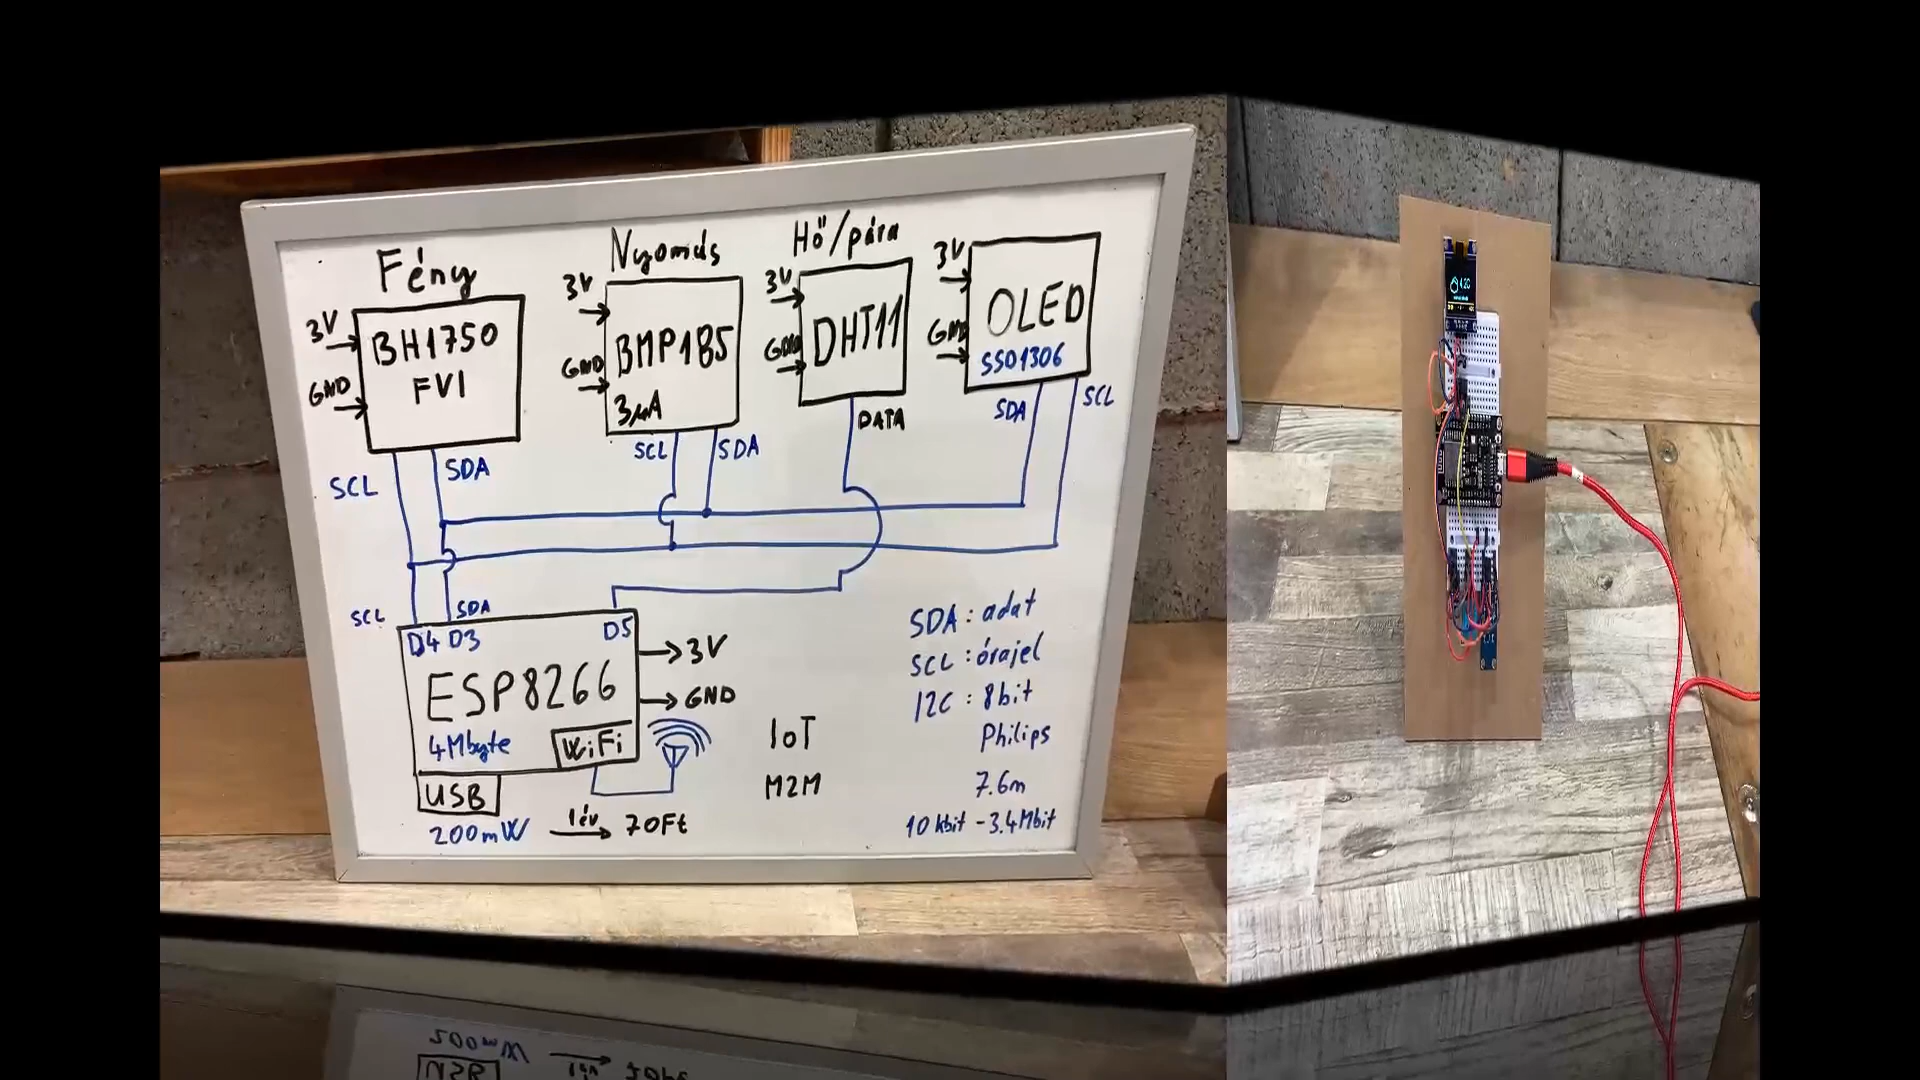 Fény
3V
GND
BH1750
FVI
SCL
SDA
Nyomás
3V
GND
BMP185
3µA
SCL
SDA
Hő/pára
3V
GND
DHT11
DATA
3V
GND
OLED
SSD1306
SDA
SCL
SCL
SDA
D4 D3
D5
ESP8266
4Mbyte
WiFi
USB
3V
GND
200mW
1év
70Ft
IoT
M2M
SDA: adat
SCL: órajel
I2C: 8bit
Philips
7.6m
10 kbit - 3.4Mbit